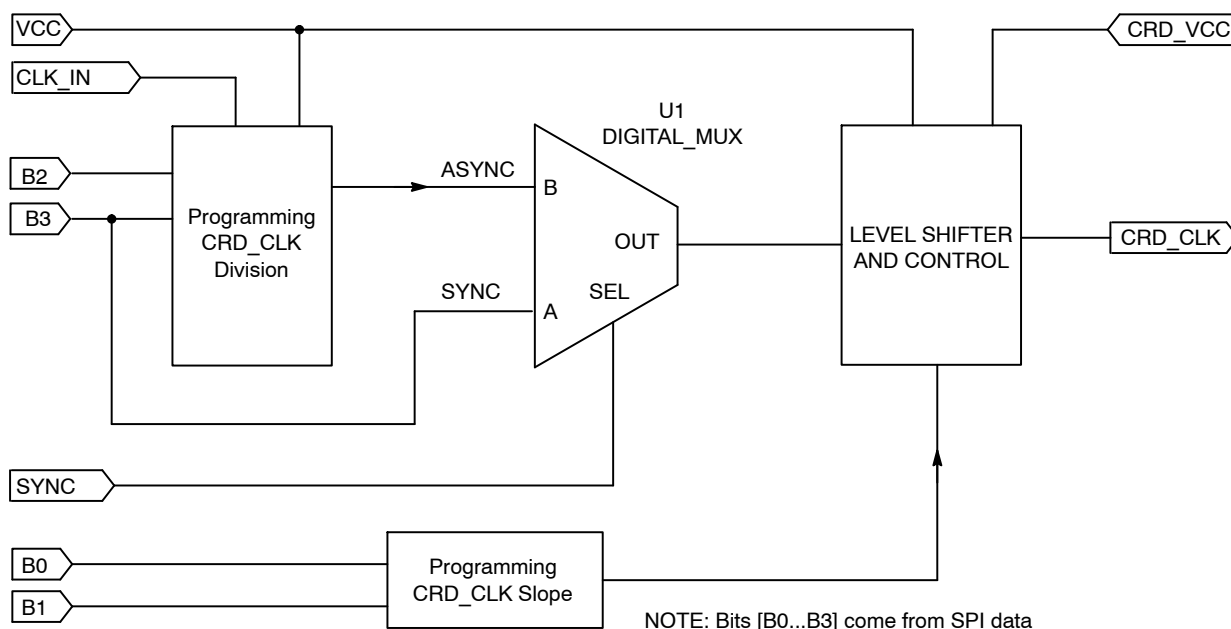 VCC
CRD_VCC
CLK_IN
U1
DIGITAL_MUX
B2
ASYNC
B
B3
Programming
CRD_CLK
Division
OUT
LEVEL SHIFTER
AND CONTROL
CRD_CLK
SYNC
SEL
A
SYNC
B0
Programming
CRD_CLK Slope
B1
NOTE: Bits [B0...B3] come from SPI data